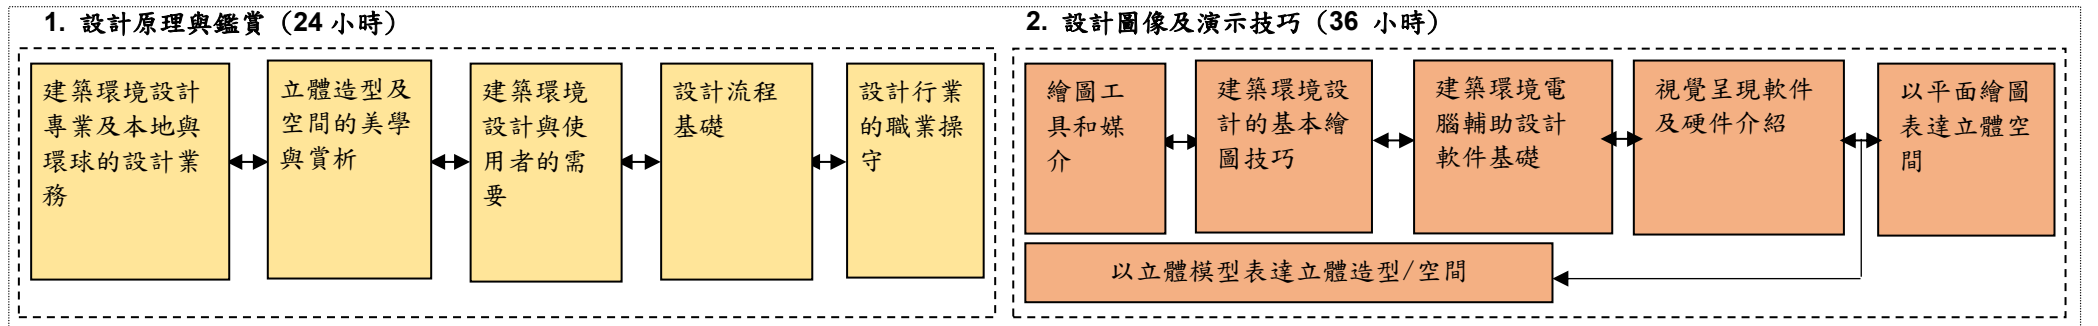 1. 設計原理與鑑賞（24 小時）
建築環境設計
專業及本地與
環球的設計業
務
立體造型及
空間的美學
與賞析
建築環境
設計與使
用者的需
要
設計流程
基礎
設計行業
的職業操
守
2. 設計圖像及演示技巧（36 小時）
繪圖工
具和媒
介
建築環境設
計的基本繪
圖技巧
建築環境電
腦輔助設計
軟件基礎
視覺呈現軟件
及硬件介紹
以平面繪圖
表達立體空
間
以立體模型表達立體造型/空間